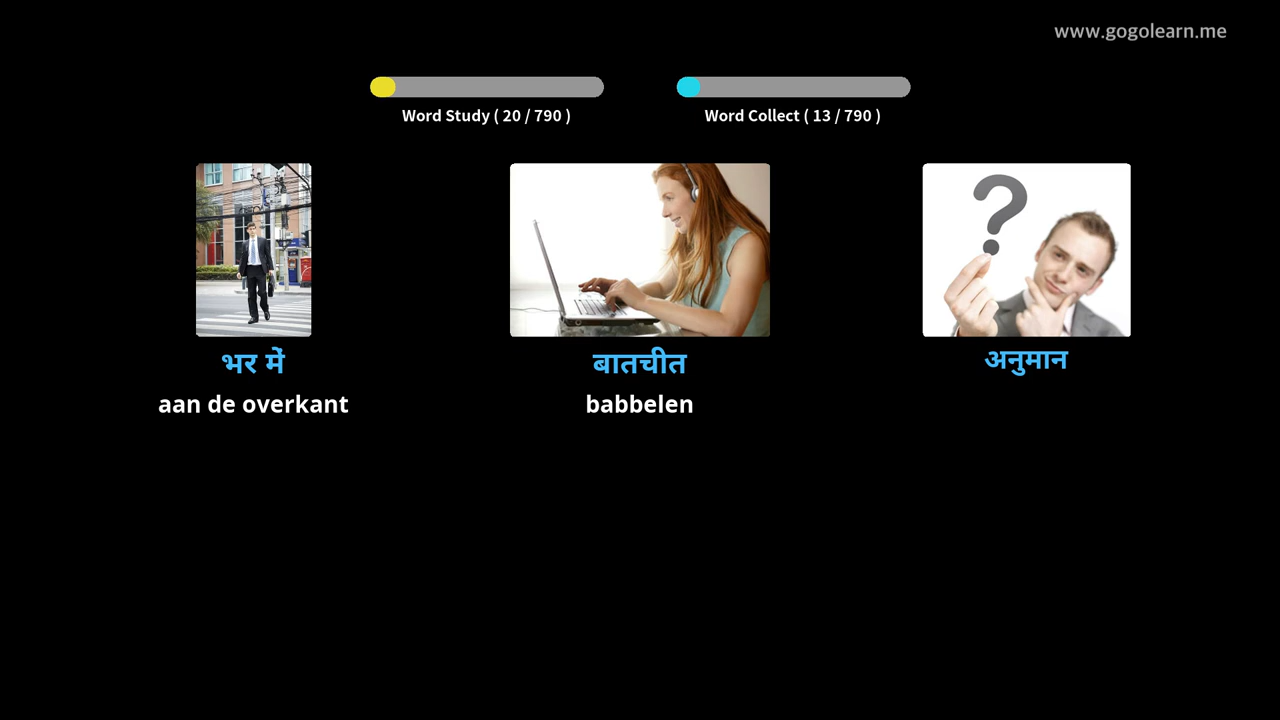 www.gogolearn.me
Word Study ( 20 / 790 )
Word Collect ( 13 / 790 )
भर में
बातचीत
अनुमान
aan de overkant
babbelen